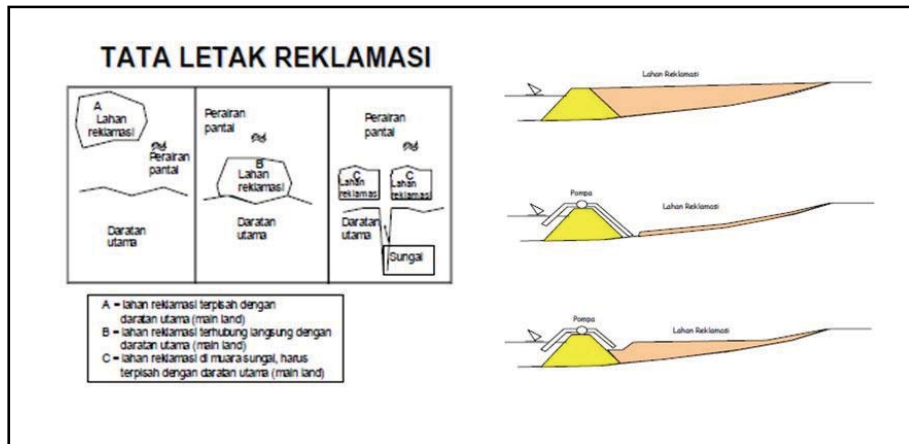 TATA LETAK REKLAMASI
A
Lahan
reklamasi
Perairan
pantai
Daratan
utama
Perairan
pantai
B
Lahan
reklamasi
Daratan
utama
Perairan
pantai
C
Lahan
reklamas
C
Lahan
reklamas
Daratan
utama
Sungai
A = lahan reklamasi terpisah dengan
daratan utama (main land)
B = lahan reklamasi terhubung langsung dengan
daratan utama (main land)
C = lahan reklamasi di muara sungai, harus
terpisah dengan daratan utama (main land)
Lahan Reklamasi
Pompa
Lahan Reklamasi
Pompa
Lahan Reklamasi